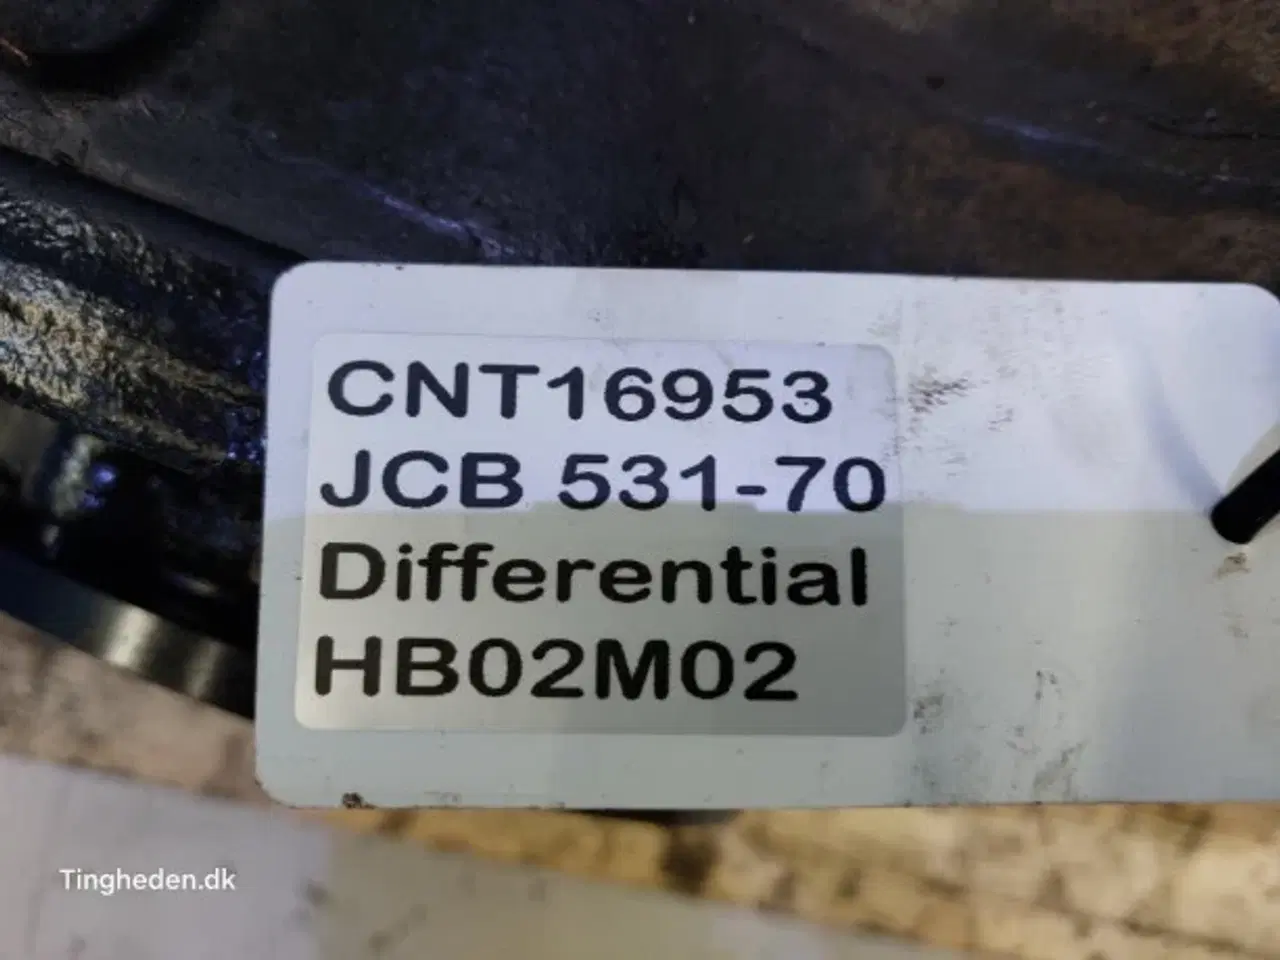 CNT16953
JCB 531-70
Differential
HB02M02
Tingheden.dk